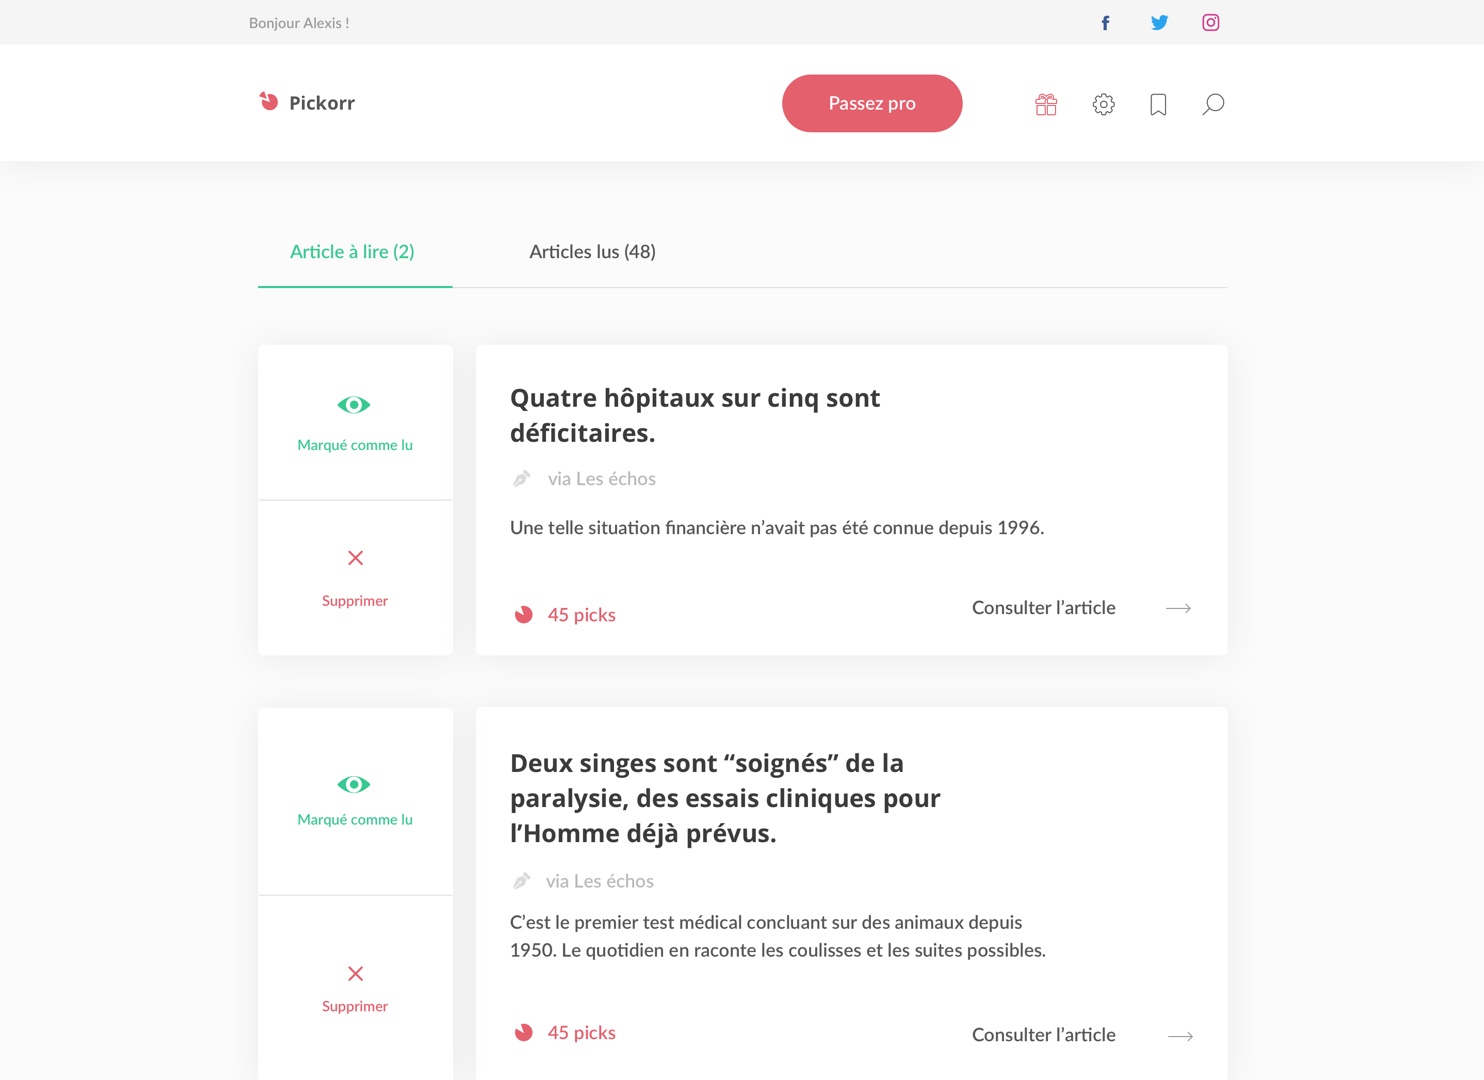 Bonjour Alexis !
Pickorr
Passez pro
Article à lire (2)
Articles lus (48)
Marqué comme lu
Supprimer
Quatre hôpitaux sur cinq sont
déficitaires.
via Les échos
Une telle situation financière n’avait pas été connue depuis 1996.
45 picks
Consulter l’article
Marqué comme lu
Supprimer
Deux singes sont “soignés” de la
paralysie, des essais cliniques pour
l’Homme déjà prévus.
via Les échos
C’est le premier test médical concluant sur des animaux depuis
1950. Le quotidien en raconte les coulisses et les suites possibles.
45 picks
Consulter l’article